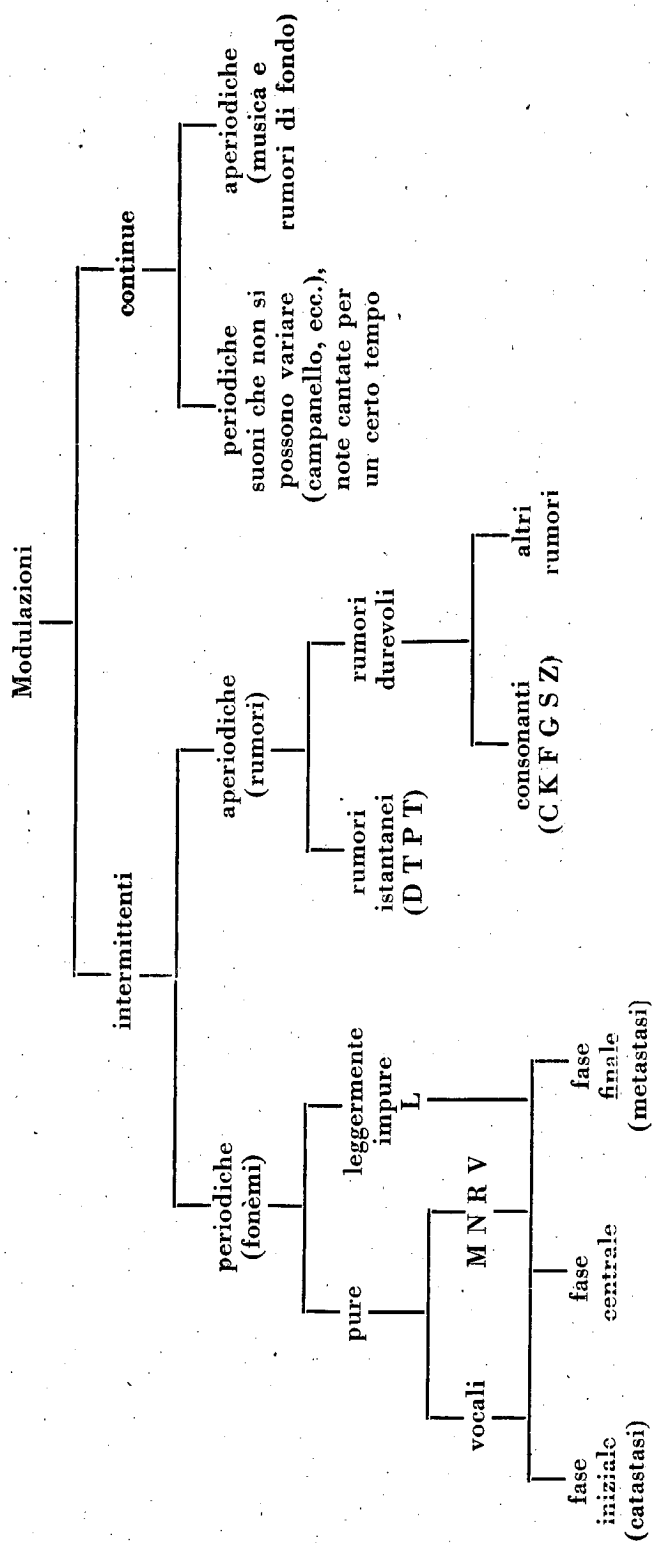 Modulazioni
intermittenti
continue
periodiche
(fonèmi)
aperiodiche
(rumori)
periodiche
suoni che non si
possono variare
(campanello, ecc.),
note cantate per
un certo tempo
aperiodiche
(musica e
rumori di fondo)
pure
leggermente
impure
L
rumori
istantanei
(D T P T)
rumori
durevoli
vocali
M N R V
consonanti
(C K F G S Z)
altri
rumori
fase
iniziale
(catastasi)
fase
centrale
fase
finale
(metastasi)